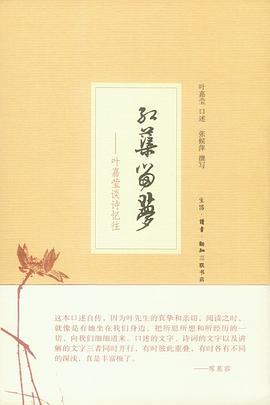 叶嘉莹 口述 张候萍 撰写
红蕖留夢
——叶嘉莹谈诗忆往
生活·讀書·新知三联书店
这本口述自传,因为叶先生的真挚和亲切,阅读之时,
就像是有她坐在我们身边,把所思所想和所经历的一
切,向我们细细道来。口述的文字、诗词的文字以及讲
解的文字三者同时并行,有时彼此重叠,有时各有不同
的深浅,真是丰富极了。
——席慕蓉